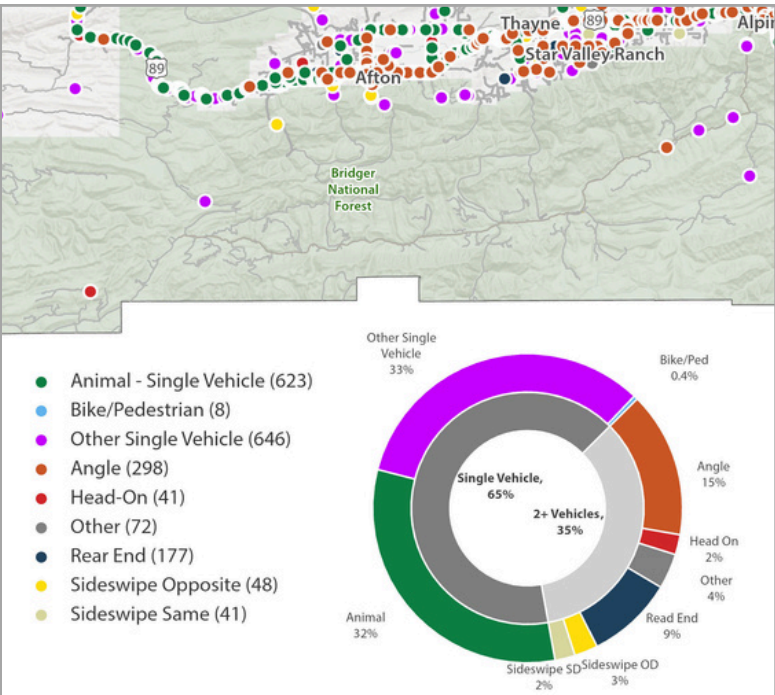 Thayne
89
Alpi
Star Valley Ranch
89
Afton
Bridger
National
Forest
Animal - Single Vehicle (623)
Bike/Pedestrian (8)
Other Single Vehicle (646)
Angle (298)
Head-On (41)
Other (72)
Rear End (177)
Sideswipe Opposite (48)
Sideswipe Same (41)
Other Single
Vehicle
33%
Bike/Ped
0.4%
Single Vehicle,
65%
2+ Vehicles,
35%
Angle
15%
Head On
2%
Other
4%
Read End
9%
Sideswipe OD
3%
Sideswipe SD
2%
Animal
32%